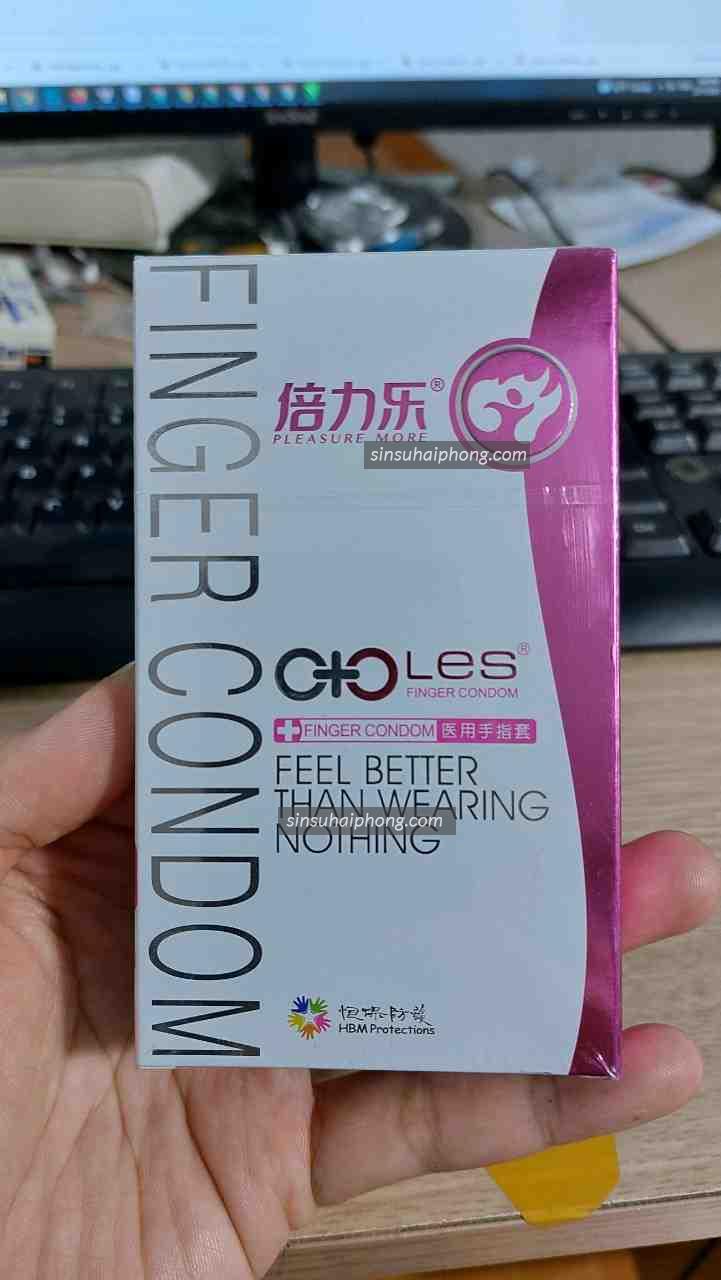 FINGER CONDOM
倍力乐®
PLEASURE MORE
sinsuhaiphong.com
Les®
FINGER CONDOM
FINGER CONDOM 医用手指套
FEEL BETTER
THAN WEARING
sinsuhaiphong.com
NOTHING
HBM Protections